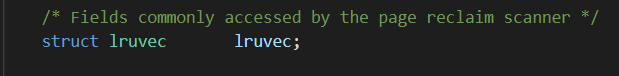 /* Fields commonly accessed by the page reclaim scanner */
struct lruvec       lruvec;